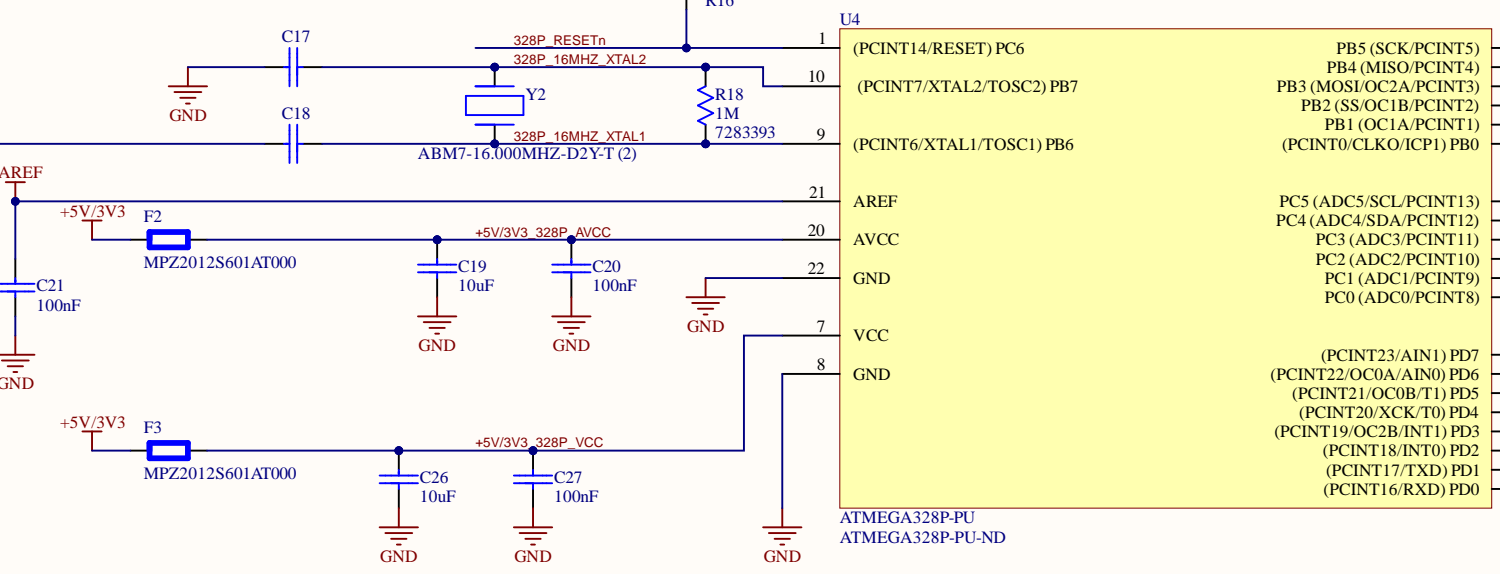 R16
U4
C17
328P_RESETn
1
(PCINT14/RESET) PC6
PB5 (SCK/PCINT5)
328P_16MHZ_XTAL2
PB4 (MISO/PCINT4)
10
(PCINT7/XTAL2/TOSC2) PB7
PB3 (MOSI/OC2A/PCINT3)
Y2
R18
GND
C18
1M
PB2 (SS/OC1B/PCINT2)
PB1 (OC1A/PCINT1)
328P_16MHZ_XTAL1
7283393
9
(PCINT6/XTAL1/TOSC1) PB6
(PCINT0/CLKO/ICP1) PB0
ABM7-16.000MHZ-D2Y-T (2)
AREF
21
AREF
PC5 (ADC5/SCL/PCINT13)
+5V/3V3
F2
PC4 (ADC4/SDA/PCINT12)
+5V/3V3_328P_AVCC
20
AVCC
PC3 (ADC3/PCINT11)
MPZ2012S601AT000
PC2 (ADC2/PCINT10)
C19
10uF
C20
100nF
22
GND
PC1 (ADC1/PCINT9)
C21
100nF
PC0 (ADC0/PCINT8)
GND
GND
GND
7
VCC
(PCINT23/AIN1) PD7
8
GND
(PCINT22/OC0A/AIN0) PD6
GND
(PCINT21/OC0B/T1) PD5
(PCINT20/XCK/T0) PD4
+5V/3V3
F3
(PCINT19/OC2B/INT1) PD3
+5V/3V3_328P_VCC
(PCINT18/INT0) PD2
MPZ2012S601AT000
(PCINT17/TXD) PD1
C26
10uF
C27
100nF
(PCINT16/RXD) PD0
ATMEGA328P-PU
ATMEGA328P-PU-ND
GND
GND
GND